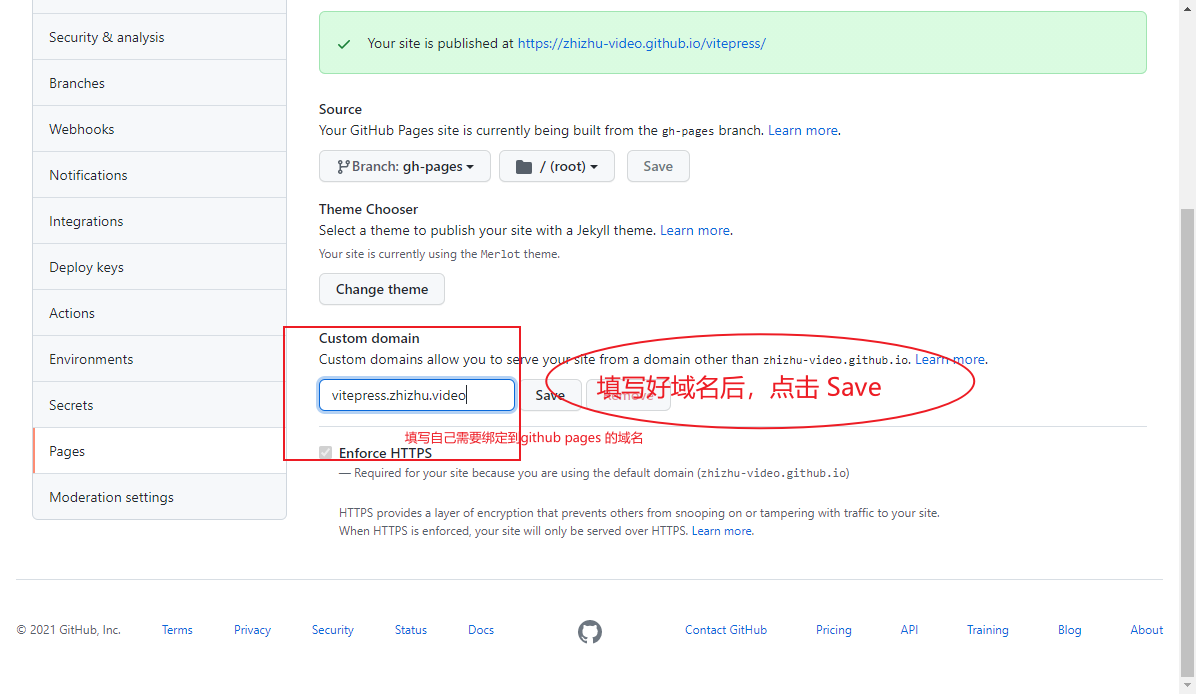 Security & analysis
Branches
Webhooks
Notifications
Integrations
Deploy keys
Actions
Environments
Secrets
Pages
Moderation settings
Your site is published at https://zhizhu-video.github.io/vitepress/
Source
Your GitHub Pages site is currently being built from the gh-pages branch. Learn more.
Branch: gh-pages / (root) Save
Theme Chooser
Select a theme to publish your site with a Jekyll theme. Learn more.
Your site is currently using the Merlot theme.
Change theme
Custom domain
Custom domains allow you to serve your site from a domain other than zhizhu-video.github.io. Learn more.
vitepress.zhizhu.video Save Remove
填写好域名后，点击 Save
填写自己需要绑定到github pages 的域名
Enforce HTTPS
— Required for your site because you are using the default domain (zhizhu-video.github.io)
HTTPS provides a layer of encryption that prevents others from snooping on or tampering with traffic to your site.
When HTTPS is enforced, your site will only be served over HTTPS. Learn more.
© 2021 GitHub, Inc. Terms Privacy Security Status Docs Contact GitHub Pricing API Training Blog About